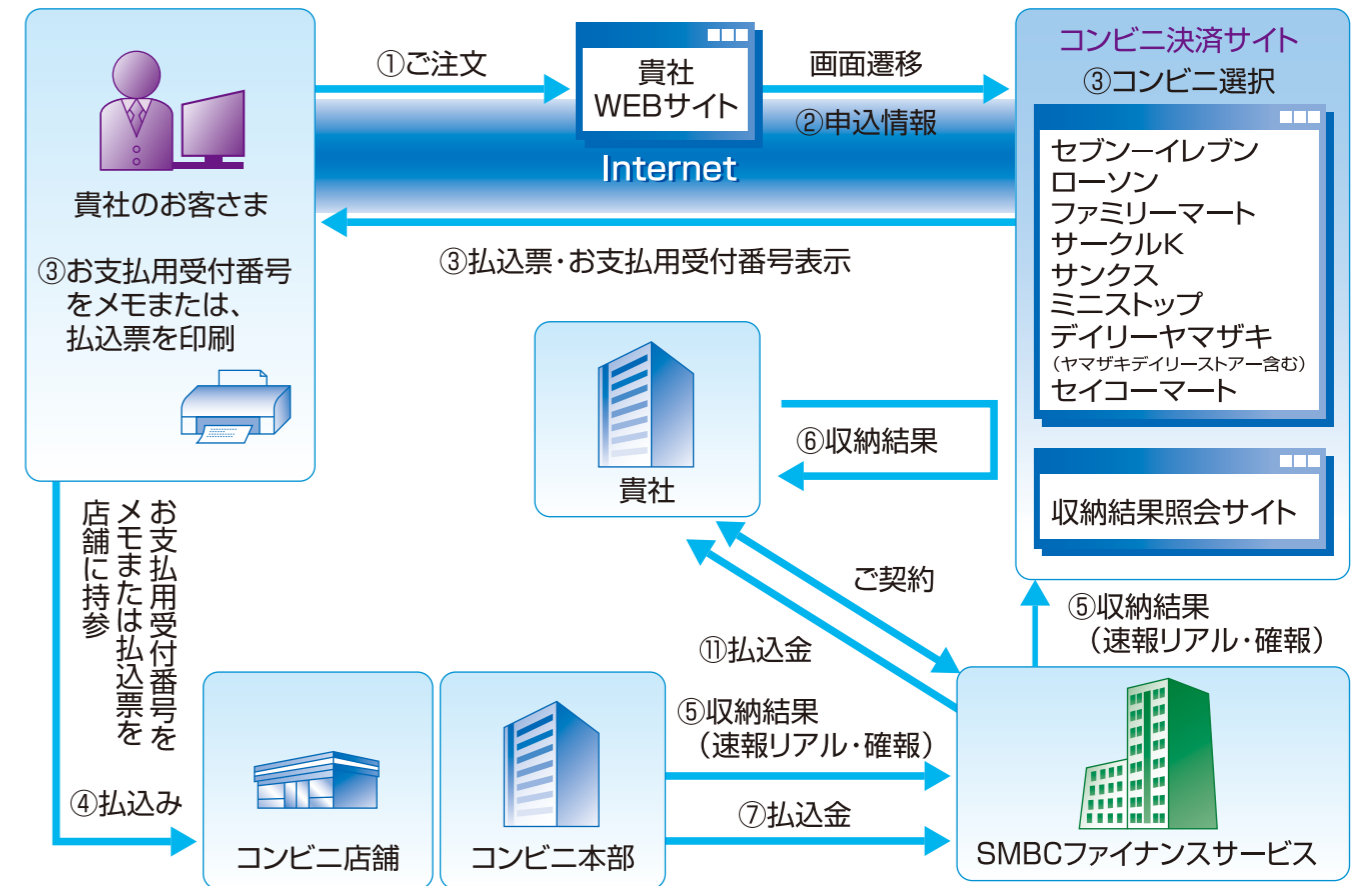 ①ご注文
貴社
WEBサイト
画面遷移
②申込情報
Internet
コンビニ決済サイト
③コンビニ選択
セブン−イレブン
ローソン
ファミリーマート
サークルK
サンクス
ミニストップ
デイリーヤマザキ
（ヤマザキデイリーストアー含む）
セイコーマート
収納結果照会サイト
貴社のお客さま
③お支払用受付番号
をメモまたは、
払込票を印刷
③払込票・お支払用受付番号表示
貴社
⑥収納結果
お支払用受付番号を
メモまたは払込票を
店舗に持参
④払込み
コンビニ店舗
コンビニ本部
ご契約
⑪払込金
⑤収納結果
（速報リアル・確報）
⑦払込金
⑤収納結果
（速報リアル・確報）
SMBCファイナンスサービス